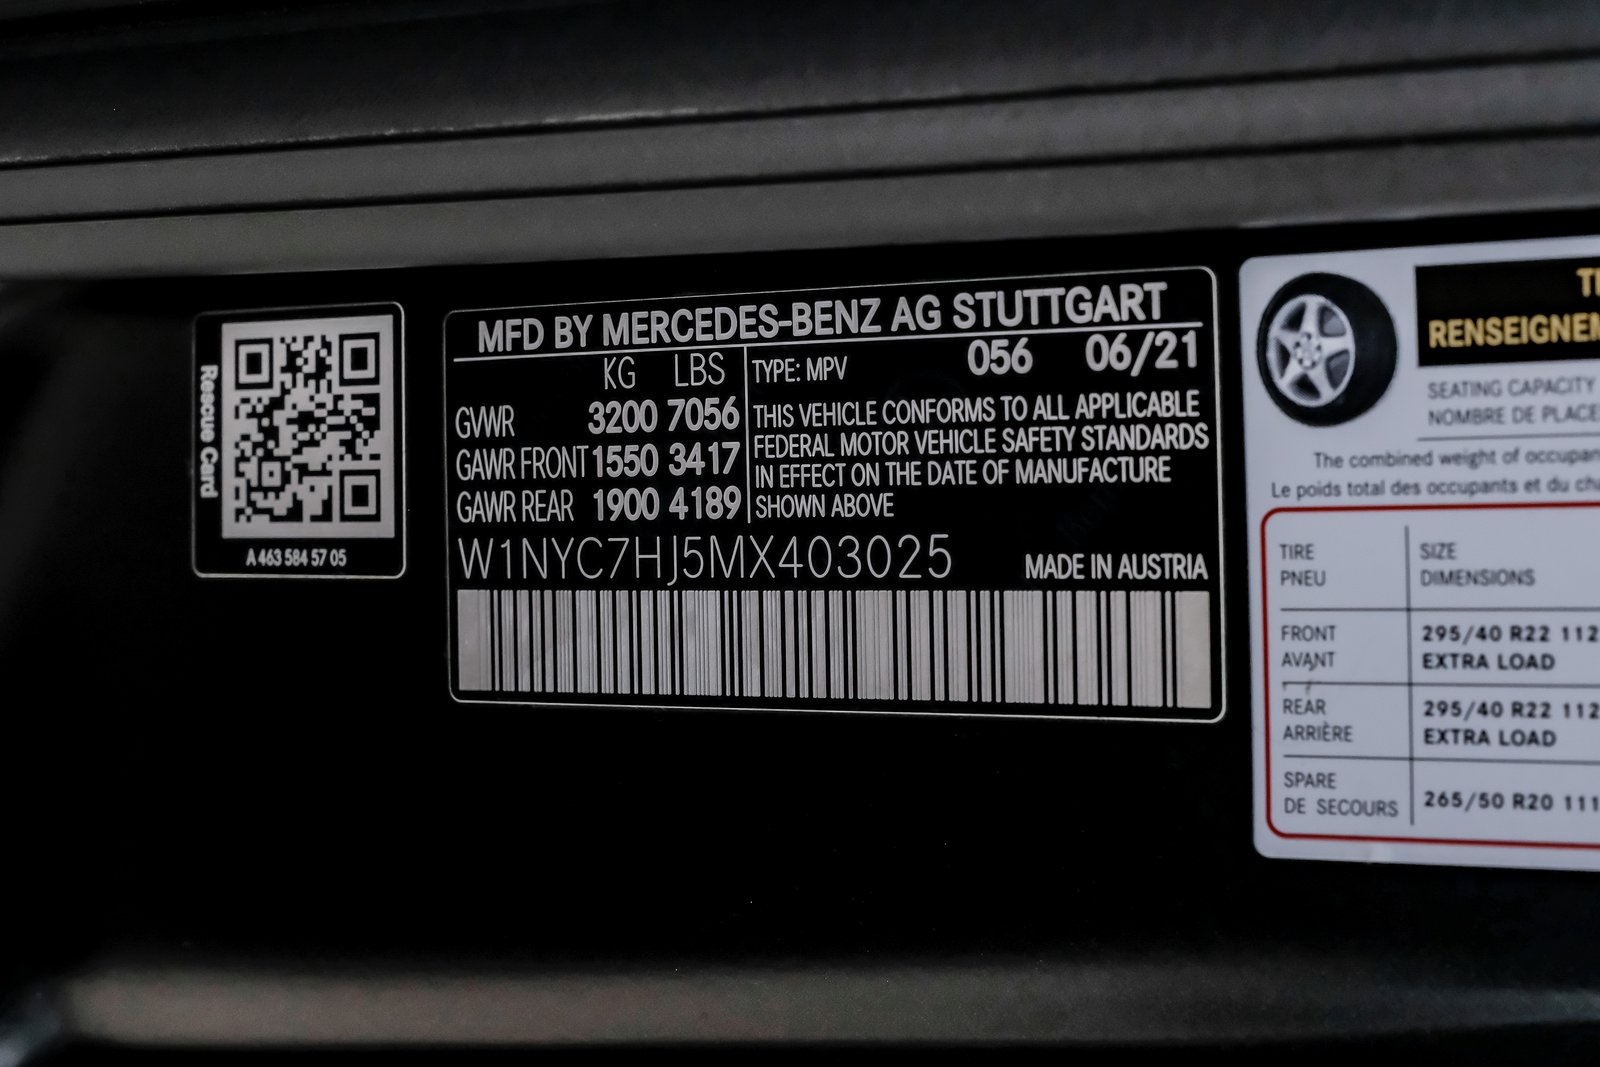 Rescue Card
A 463 584 57 05
MFD BY MERCEDES-BENZ AG STUTTGART
KG LBS
GVWR 3200 7056
GAWR FRONT 1550 3417
GAWR REAR 1900 4189
TYPE: MPV 056 06/21
THIS VEHICLE CONFORMS TO ALL APPLICABLE
FEDERAL MOTOR VEHICLE SAFETY STANDARDS
IN EFFECT ON THE DATE OF MANUFACTURE
SHOWN ABOVE
W1NYC7HJ5MX403025
MADE IN AUSTRIA
RENSEIGNEM
SEATING CAPACITY
NOMBRE DE PLACE
The combined weight of occupan
Le poids total des occupants et du cha
TIRE SIZE
PNEU DIMENSIONS
FRONT 295/40 R22 112
AVANT EXTRA LOAD
REAR 295/40 R22 112
ARRIÈRE EXTRA LOAD
SPARE
DE SECOURS 265/50 R20 111